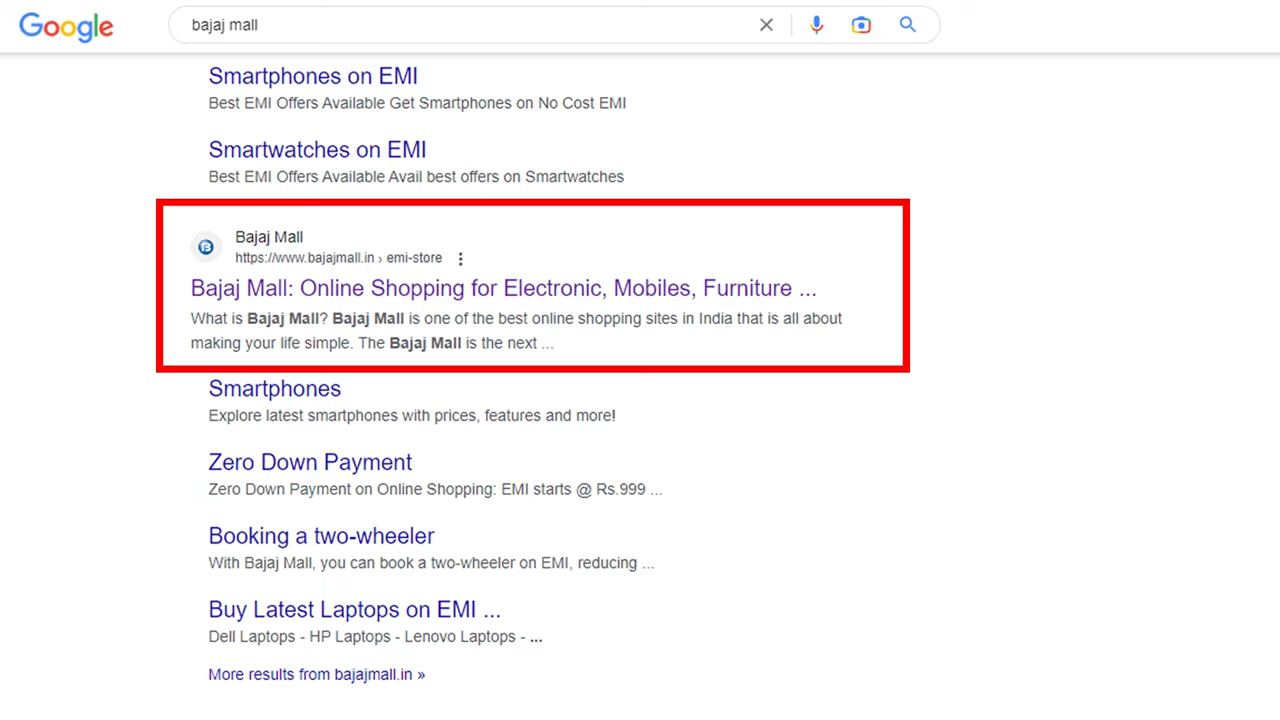 Google
bajaj mall
Smartphones on EMI
Best EMI Offers Available Get Smartphones on No Cost EMI
Smartwatches on EMI
Best EMI Offers Available Avail best offers on Smartwatches
Bajaj Mall
https://www.bajajmall.in › emi-store
Bajaj Mall: Online Shopping for Electronic, Mobiles, Furniture ...
What is Bajaj Mall? Bajaj Mall is one of the best online shopping sites in India that is all about
making your life simple. The Bajaj Mall is the next ...
Smartphones
Explore latest smartphones with prices, features and more!
Zero Down Payment
Zero Down Payment on Online Shopping: EMI starts @ Rs.999 ...
Booking a two-wheeler
With Bajaj Mall, you can book a two-wheeler on EMI, reducing ...
Buy Latest Laptops on EMI ...
Dell Laptops - HP Laptops - Lenovo Laptops - ...
More results from bajajmall.in »